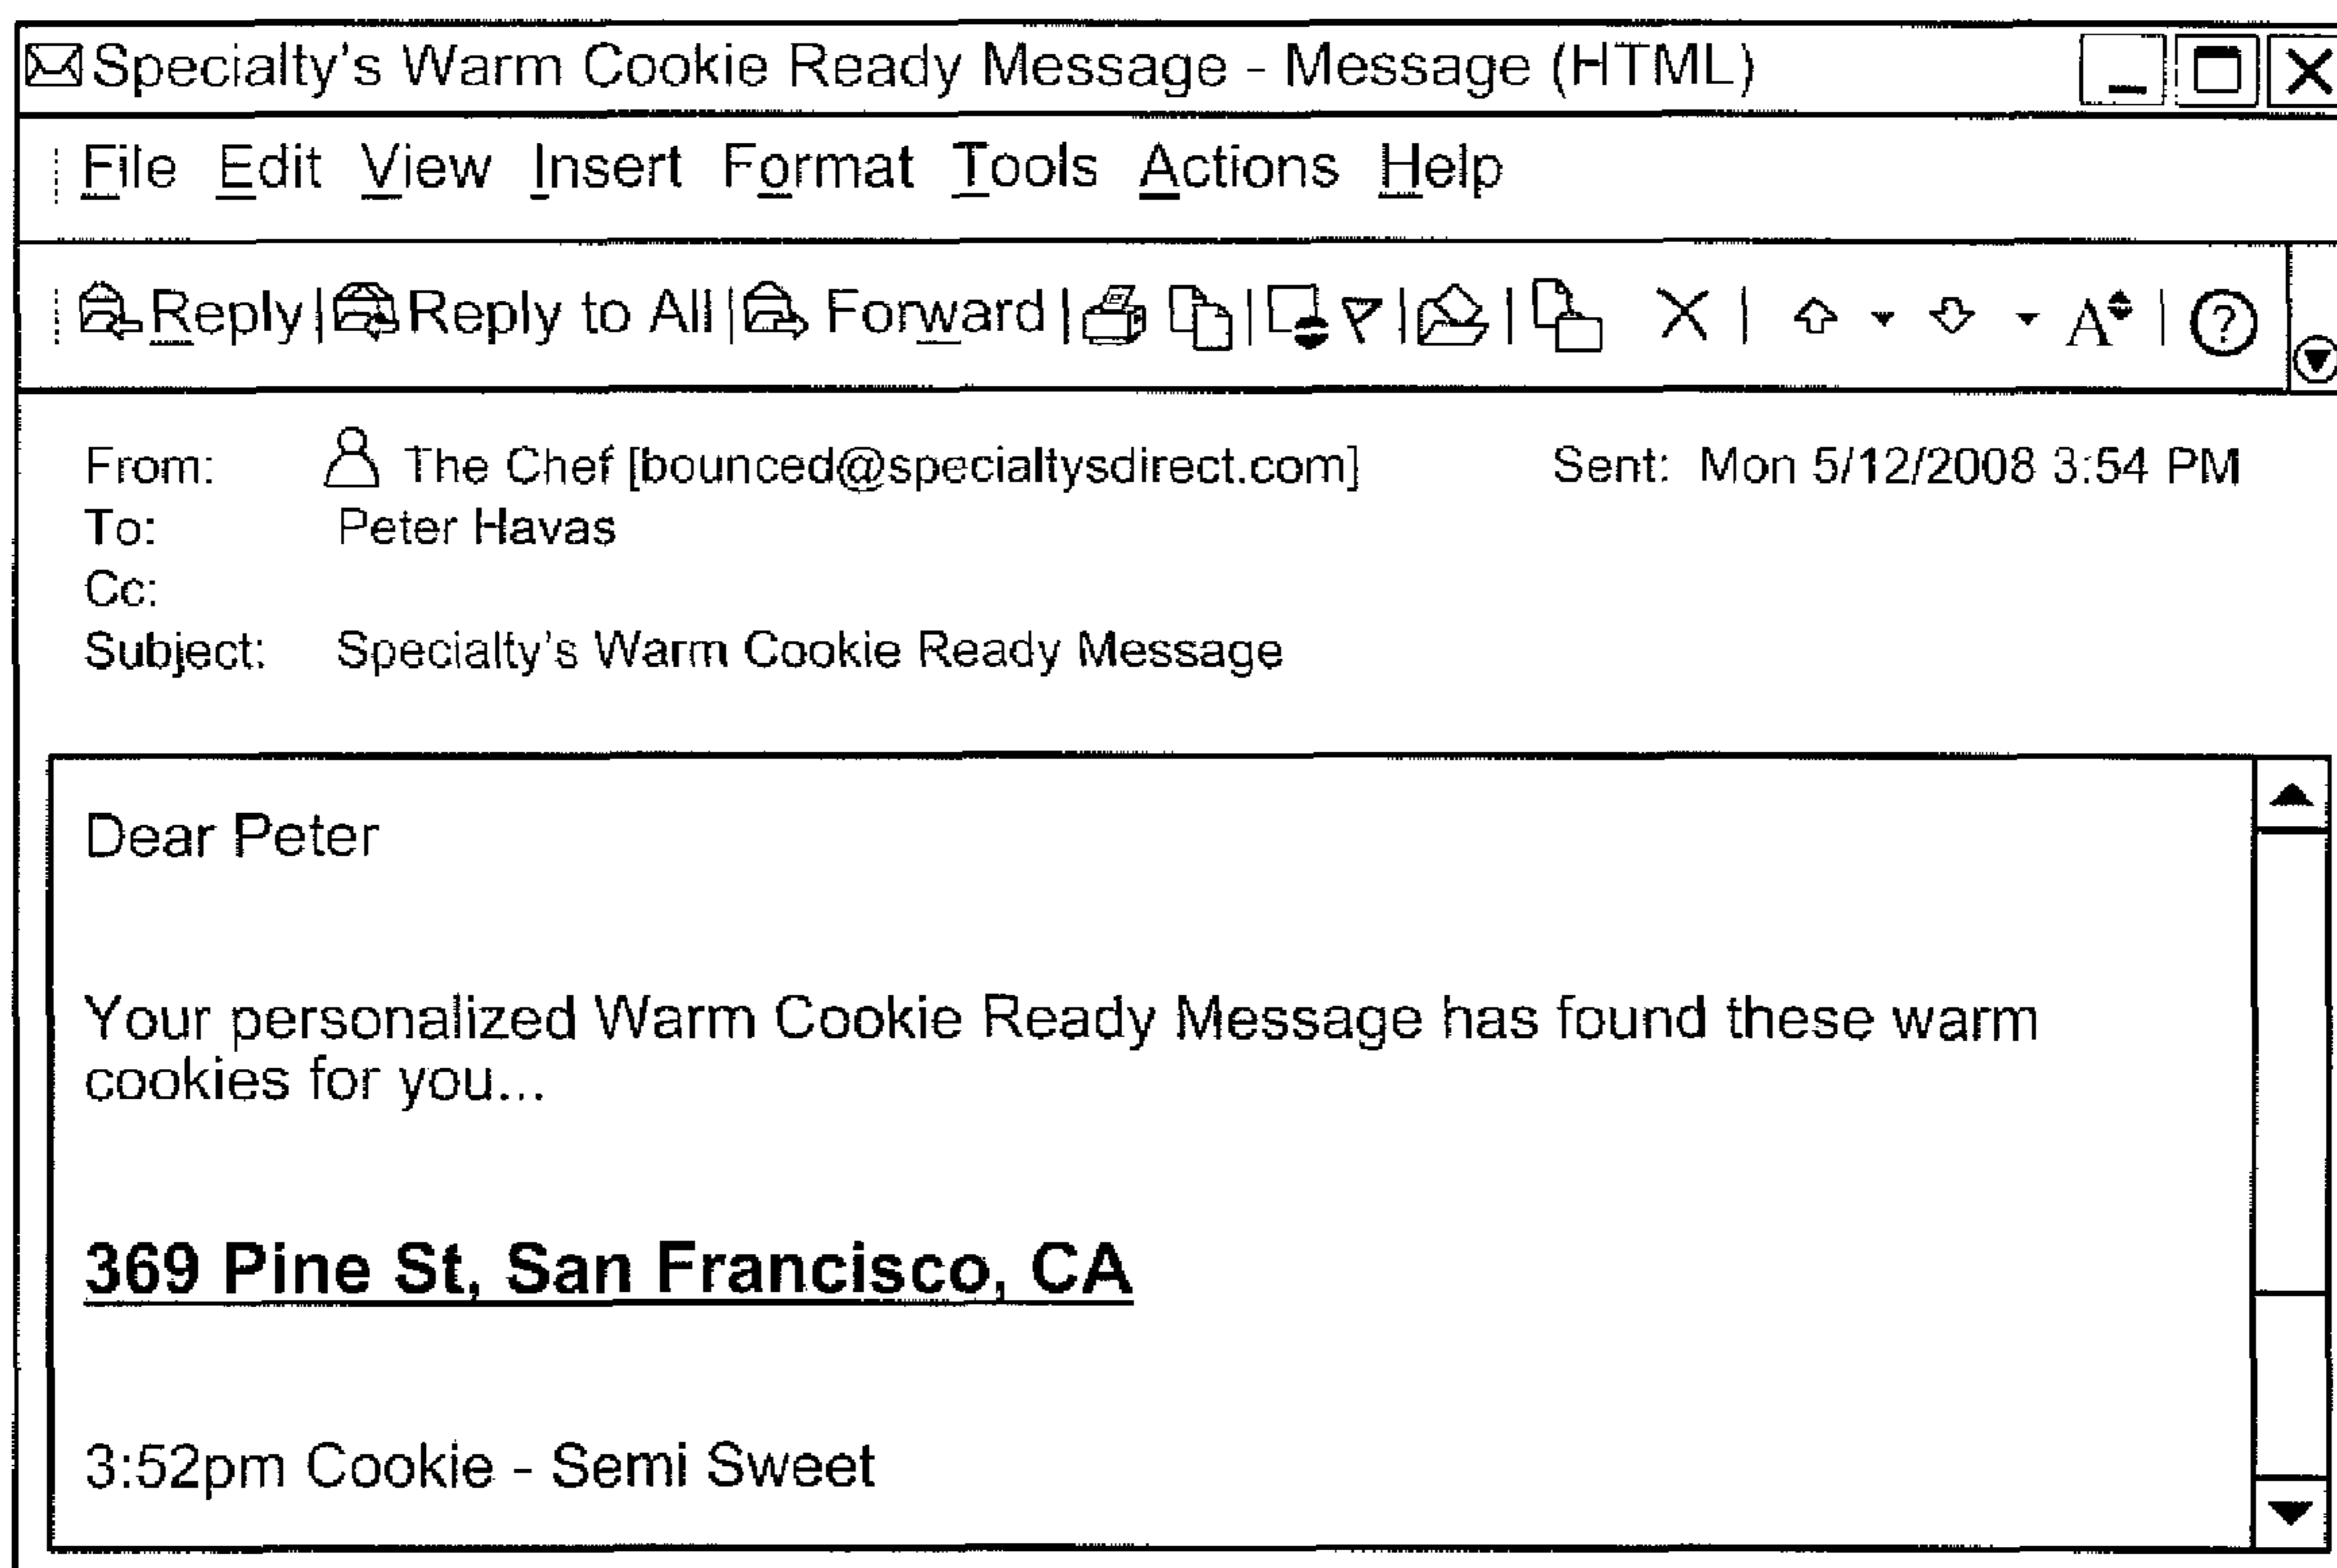 Specialty's Warm Cookie Ready Message - Message (HTML)
File Edit View Insert Format Tools Actions Help
Reply | Reply to All | Forward
From: The Chef [bounced@specialtysdirect.com] Sent: Mon 5/12/2008 3:54 PM
To: Peter Havas
Cc:
Subject: Specialty's Warm Cookie Ready Message
Dear Peter
Your personalized Warm Cookie Ready Message has found these warm
cookies for you...
369 Pine St, San Francisco, CA
3:52pm Cookie - Semi Sweet